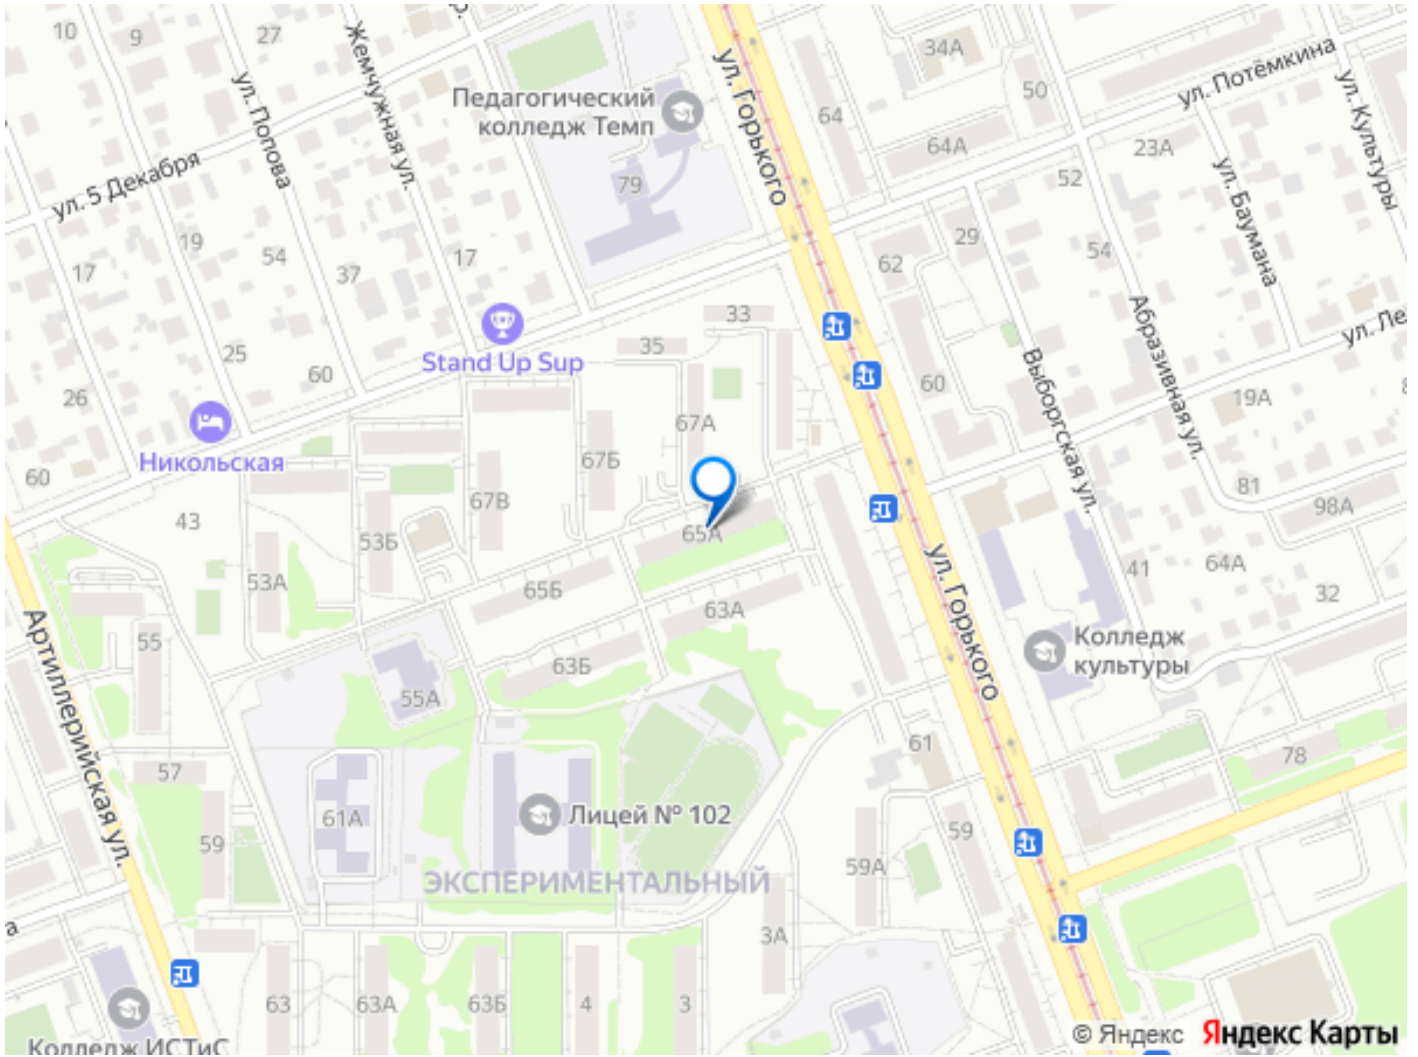 10
9
27
р.
Жемчужная ул.
ул. Попова
ул. 5 Декабря
Педагогический
колледж Темп
79
ул. Горького
34А
50
64
64А
ул. Потёмкина
ул. Культуры
23А
ул. Баумана
52
54
29
62
17
19
54
37
17
25
60
26
60
Stand Up Sup
Никольская
33
35
67А
67Б
67В
60
Выборгская ул.
Абразивная ул.
ул. Ле
19А
8
81
98А
43
53Б
53А
65А
65Б
63А
63Б
55А
55
Артиллерийская ул.
57
59
61А
Лицей № 102
ЭКСПЕРИМЕНТАЛЬНЫЙ
ул. Горького
41
64А
32
Колледж
культуры
61
59
59А
78
3А
а
63
63А
63Б
4
3
Колледж ИСТиС
© Яндекс Яндекс Карты